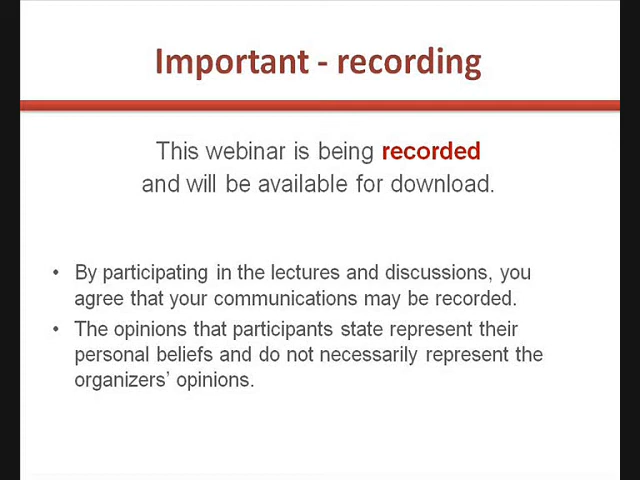 Important - recording
This webinar is being recorded
and will be available for download.
• By participating in the lectures and discussions, you
agree that your communications may be recorded.
• The opinions that participants state represent their
personal beliefs and do not necessarily represent the
organizers’ opinions.